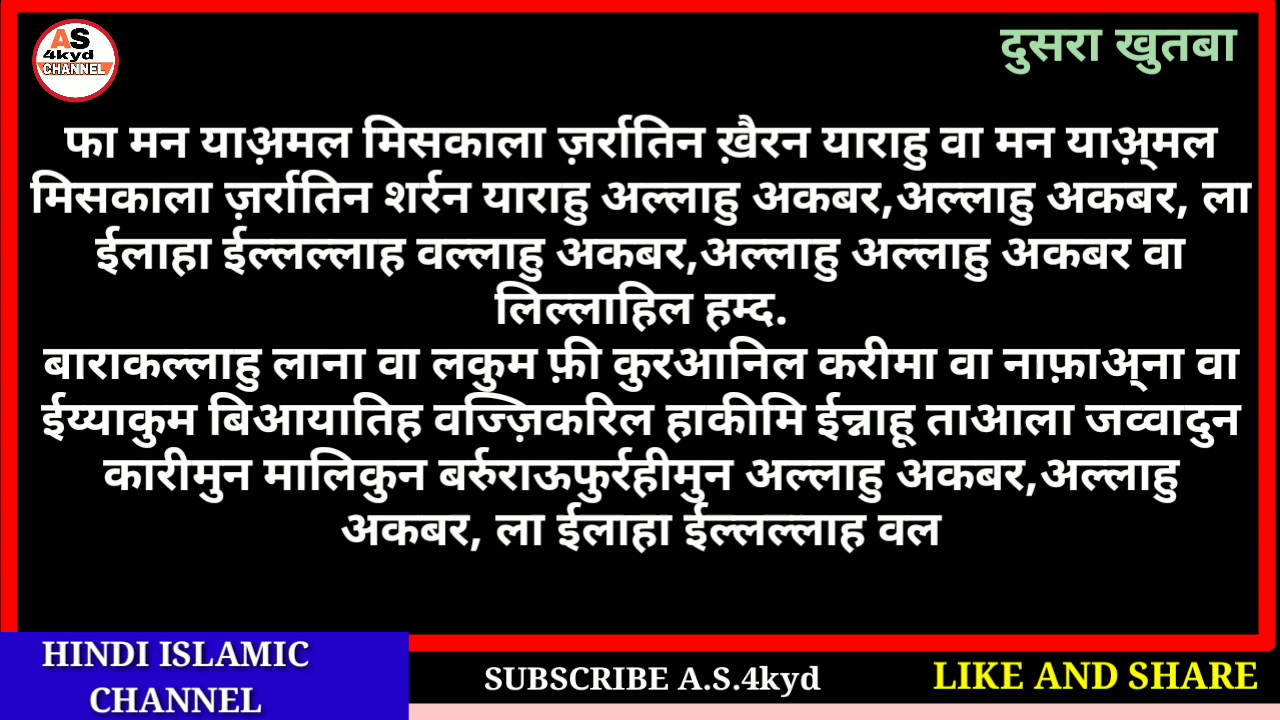 AS
4kyd
CHANNEL
दुसरा खुतबा
फा मन याअ़मल मिसकाला ज़र्रातिन ख़ैरन याराहु वा मन याअ़्मल
मिसकाला ज़र्रातिन शर्रन याराहु अल्लाहु अकबर,अल्लाहु अकबर, ला
ईलाहा ईल्लल्लाह वल्लाहु अकबर,अल्लाहु अल्लाहु अकबर वा
लिल्लाहिल हम्द.
बाराकल्लाहु लाना वा लकुम फ़ी कुरआनिल करीमा वा नाफ़ाअ्ना वा
ईय्याकुम बिआयातिह वज्ज़िकरिल हाकीमि ईन्नाहू ताआला जव्वादुन
कारीमुन मालिकुन बर्रुराऊफुर्रहीमुन अल्लाहु अकबर,अल्लाहु
अकबर, ला ईलाहा ईल्लल्लाह वल
HINDI ISLAMIC
CHANNEL
SUBSCRIBE A.S.4kyd
LIKE AND SHARE